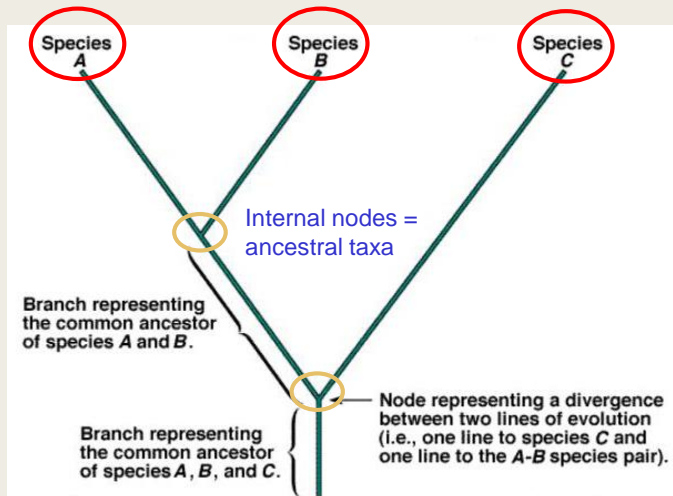 Species
A
Species
B
Species
C
Internal nodes =
ancestral taxa
Branch representing
the common ancestor
of species A and B.
Node representing a divergence
between two lines of evolution
(i.e., one line to species C and
one line to the A-B species pair).
Branch representing
the common ancestor
of species A, B, and C.